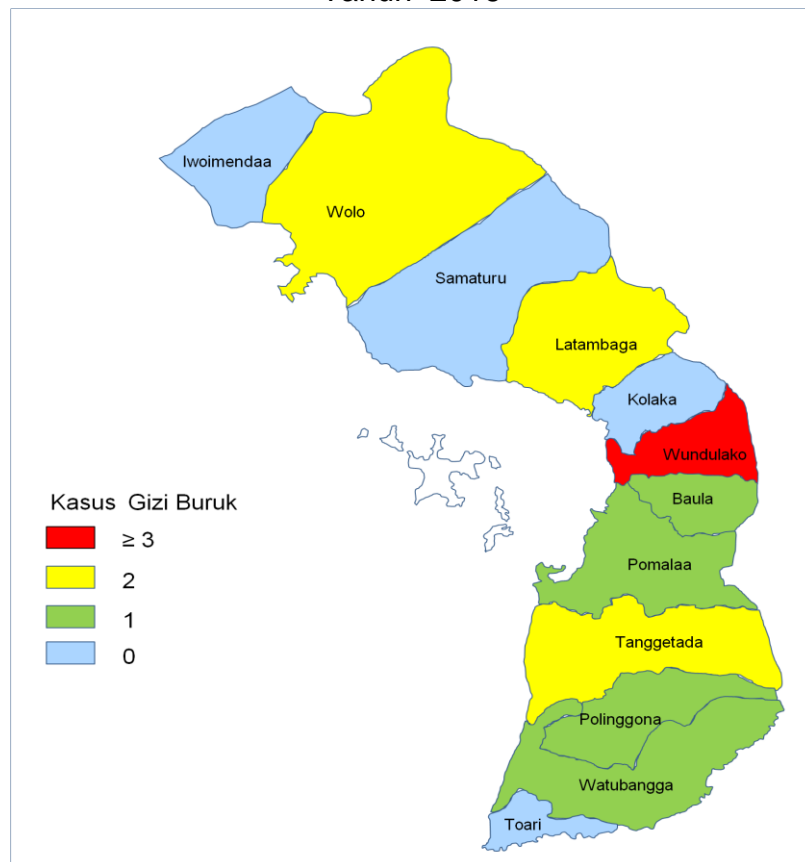 Iwoimendaa
Wolo
Samaturu
Latambaga
Kolaka
Wundulako
Baula
Pomalaa
Tanggetada
Polinggona
Watubangga
Toari
Kasus Gizi Buruk
≥ 3
2
1
0